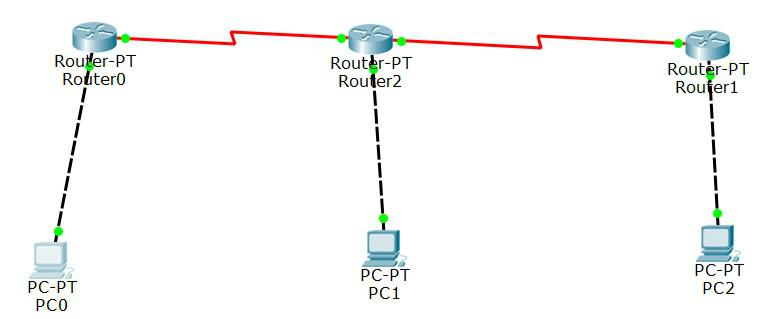 Router-PT
Router0
Router-PT
Router2
Router-PT
Router1
PC-PT
PC0
PC-PT
PC1
PC-PT
PC2